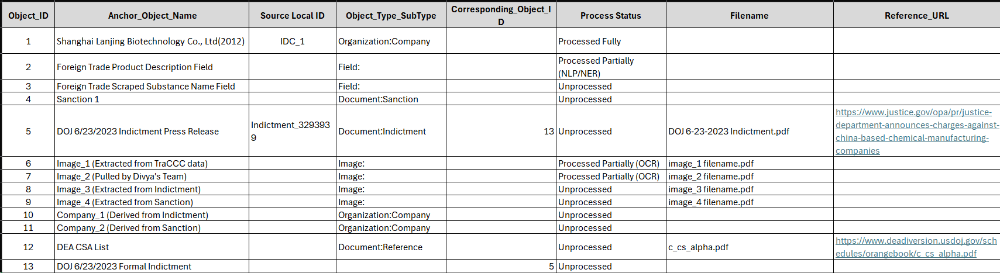 Object_ID Anchor_Object_Name Source Local ID Object_Type_SubType Corresponding_Object_I
D Process Status Filename Reference_URL
1 Shanghai Lanjing Biotechnology Co., Ltd(2012) IDC_1 Organization:Company Processed Fully
2 Foreign Trade Product Description Field Field: Processed Partially
(NLP/NER)
3 Foreign Trade Scraped Substance Name Field Field: Unprocessed
4 Sanction 1 Document:Sanction Unprocessed
5 DOJ 6/23/2023 Indictment Press Release Indictment_329393
9 Document:Indictment 13 Unprocessed DOJ 6-23-2023 Indictment.pdf https://www.justice.gov/opa/pr/justice-
department-announces-charges-against-
china-based-chemical-manufacturing-
companies
6 Image_1 (Extracted from TraCCC data) Image: Processed Partially (OCR) image_1 filename.pdf
7 Image_2 (Pulled by Divya's Team) Image: Processed Partially (OCR) image_2 filename.pdf
8 Image_3 (Extracted from Indictment) Image: Unprocessed image_3 filename.pdf
9 Image_4 (Extracted from Sanction) Image: Unprocessed image_4 filename.pdf
10 Company_1 (Derived from Indictment) Organization:Company Unprocessed
11 Company_2 (Derived from Sanction) Organization:Company Unprocessed
12 DEA CSA List Document:Reference Unprocessed c_cs_alpha.pdf https://www.deadiversion.usdoj.gov/sch
edules/orangebook/c_cs_alpha.pdf
13 DOJ 6/23/2023 Formal Indictment 5 Unprocessed